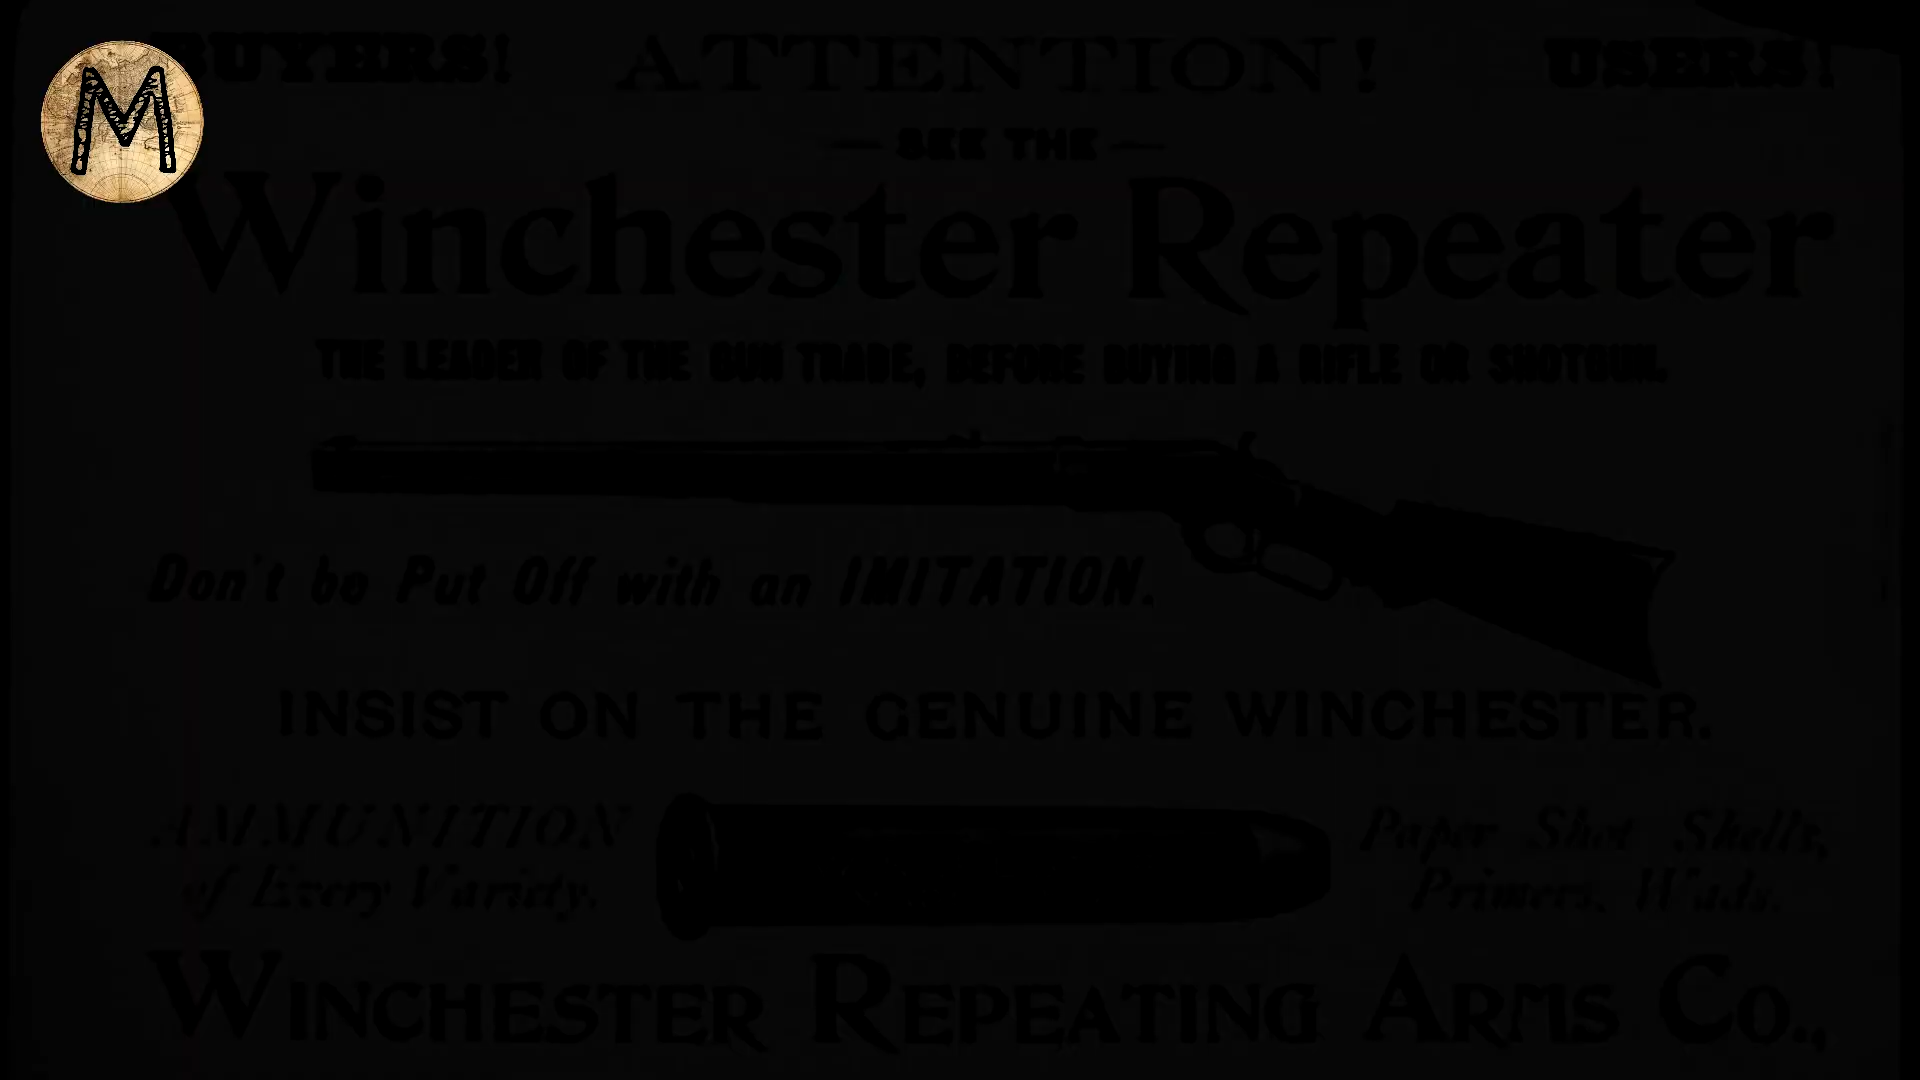 M
BUYERS! ATTENTION! USERS!
— SEE THE —
Winchester Repeater
THE LEADER OF THE GUN TRADE, BEFORE BUYING A RIFLE OR SHOTGUN.
Don't be Put Off with an IMITATION.
INSIST ON THE GENUINE WINCHESTER.
AMMUNITION
of Every Variety.
Paper Shot Shells,
Primers, Wads.
WINCHESTER REPEATING ARMS CO.,